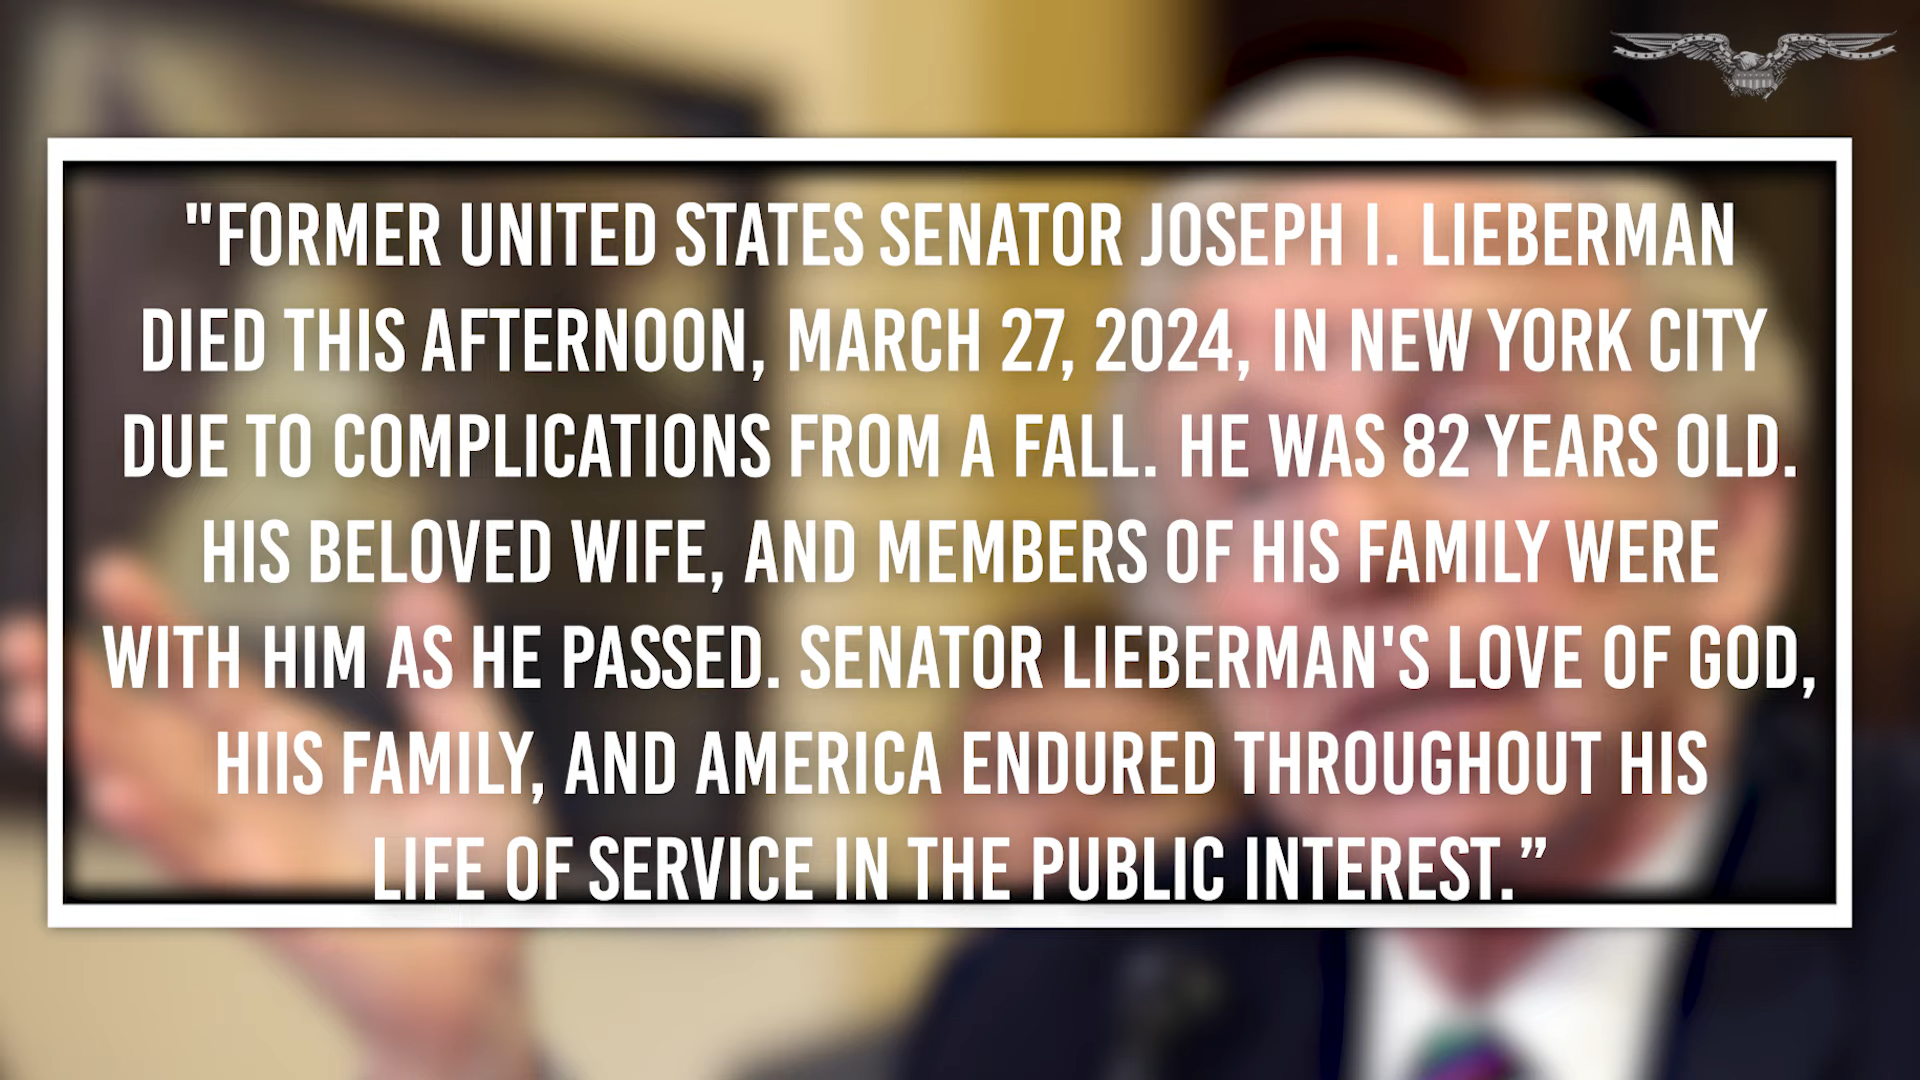 "FORMER UNITED STATES SENATOR JOSEPH I. LIEBERMAN
DIED THIS AFTERNOON, MARCH 27, 2024, IN NEW YORK CITY
DUE TO COMPLICATIONS FROM A FALL. HE WAS 82 YEARS OLD.
HIS BELOVED WIFE, AND MEMBERS OF HIS FAMILY WERE
WITH HIM AS HE PASSED. SENATOR LIEBERMAN'S LOVE OF GOD,
HIIS FAMILY, AND AMERICA ENDURED THROUGHOUT HIS
LIFE OF SERVICE IN THE PUBLIC INTEREST.”